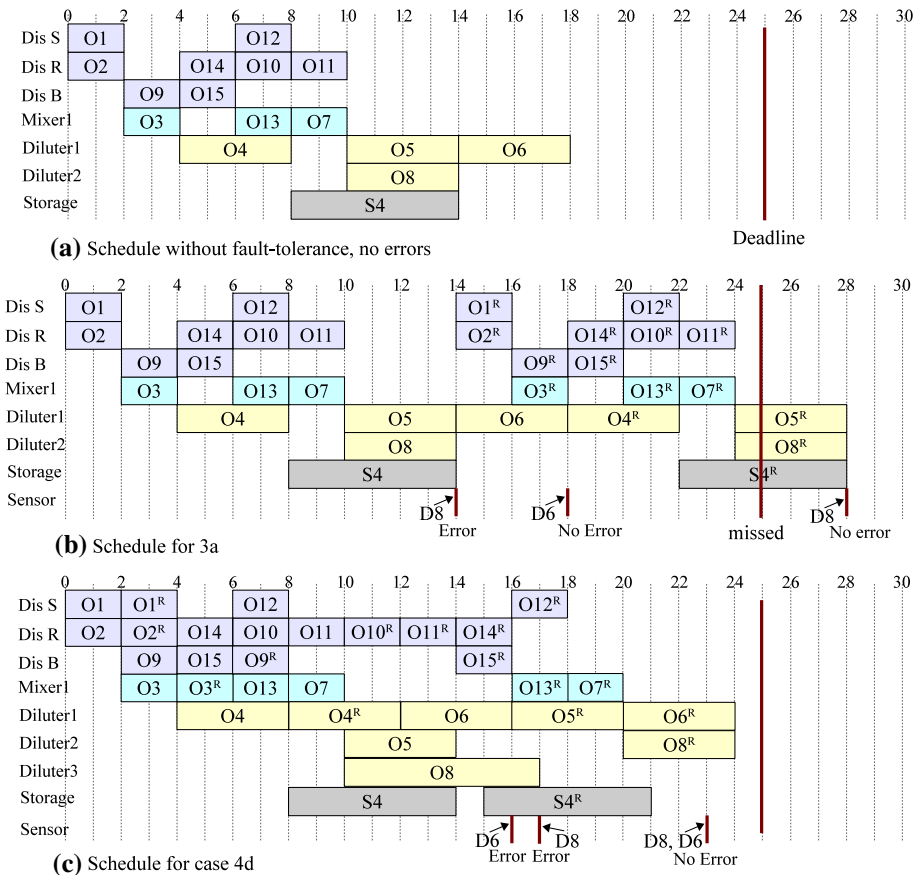 0 2 4 6 8 10 12 14 16 18 20 22 24 26 28 30
Dis S O1 O12
Dis R O2 O14 O10 O11
Dis B O9 O15
Mixer1 O3 O13 O7
Diluter1 O4 O5 O6
Diluter2 O8
Storage S4
Deadline
(a) Schedule without fault-tolerance, no errors
0 2 4 6 8 10 12 14 16 18 20 22 24 26 28 30
Dis S O1 O12 O1ᴿ O12ᴿ
Dis R O2 O14 O10 O11 O2ᴿ O14ᴿ O10ᴿ O11ᴿ
Dis B O9 O15 O9ᴿ O15ᴿ
Mixer1 O3 O13 O7 O3ᴿ O13ᴿ O7ᴿ
Diluter1 O4 O5 O6 O4ᴿ O5ᴿ
Diluter2 O8 O8ᴿ
Storage S4 S4ᴿ
Sensor D8 D6 D8
Error No Error missed No error
(b) Schedule for 3a
0 2 4 6 8 10 12 14 16 18 20 22 24 26 28 30
Dis S O1 O1ᴿ O12 O12ᴿ
Dis R O2 O2ᴿ O14 O10 O11 O10ᴿ O11ᴿ O14ᴿ
Dis B O9 O15 O9ᴿ O15ᴿ
Mixer1 O3 O3ᴿ O13 O7 O13ᴿ O7ᴿ
Diluter1 O4 O4ᴿ O6 O5ᴿ O6ᴿ
Diluter2 O5 O8ᴿ
Diluter3 O8
Storage S4 S4ᴿ
Sensor D6 D8 D8, D6
Error Error No Error
(c) Schedule for case 4d